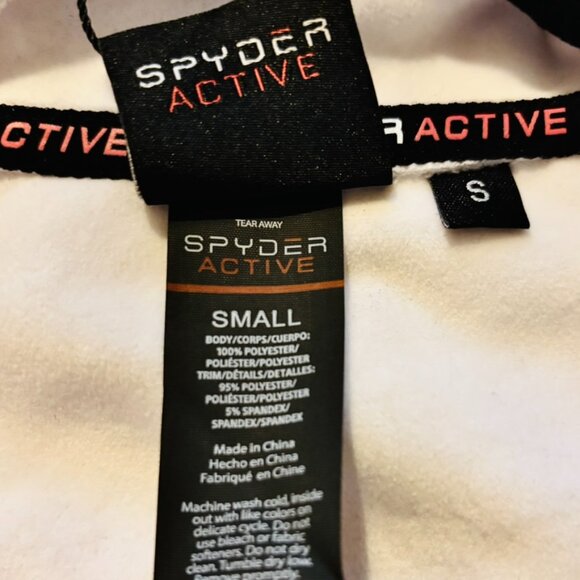 SPYDER
ACTIVE
CTIVE
R ACTIVE
S
TEAR AWAY
SPYDER
ACTIVE
SMALL
BODY/CORPS/CUERPO:
100% POLYESTER/
POLIÉSTER/POLYESTER
TRIM/DÉTAILS/DETALLES:
95% POLYESTER/
POLIÉSTER/POLYESTER
5% SPANDEX/
SPANDEX/SPANDEX
Made in China
Hecho en China
Fabriqué en Chine
Machine wash cold, inside
out with like colors on
delicate cycle. Do not
use bleach or fabric
softeners. Do not dry
clean. Tumble dry low.
Remove promptly.